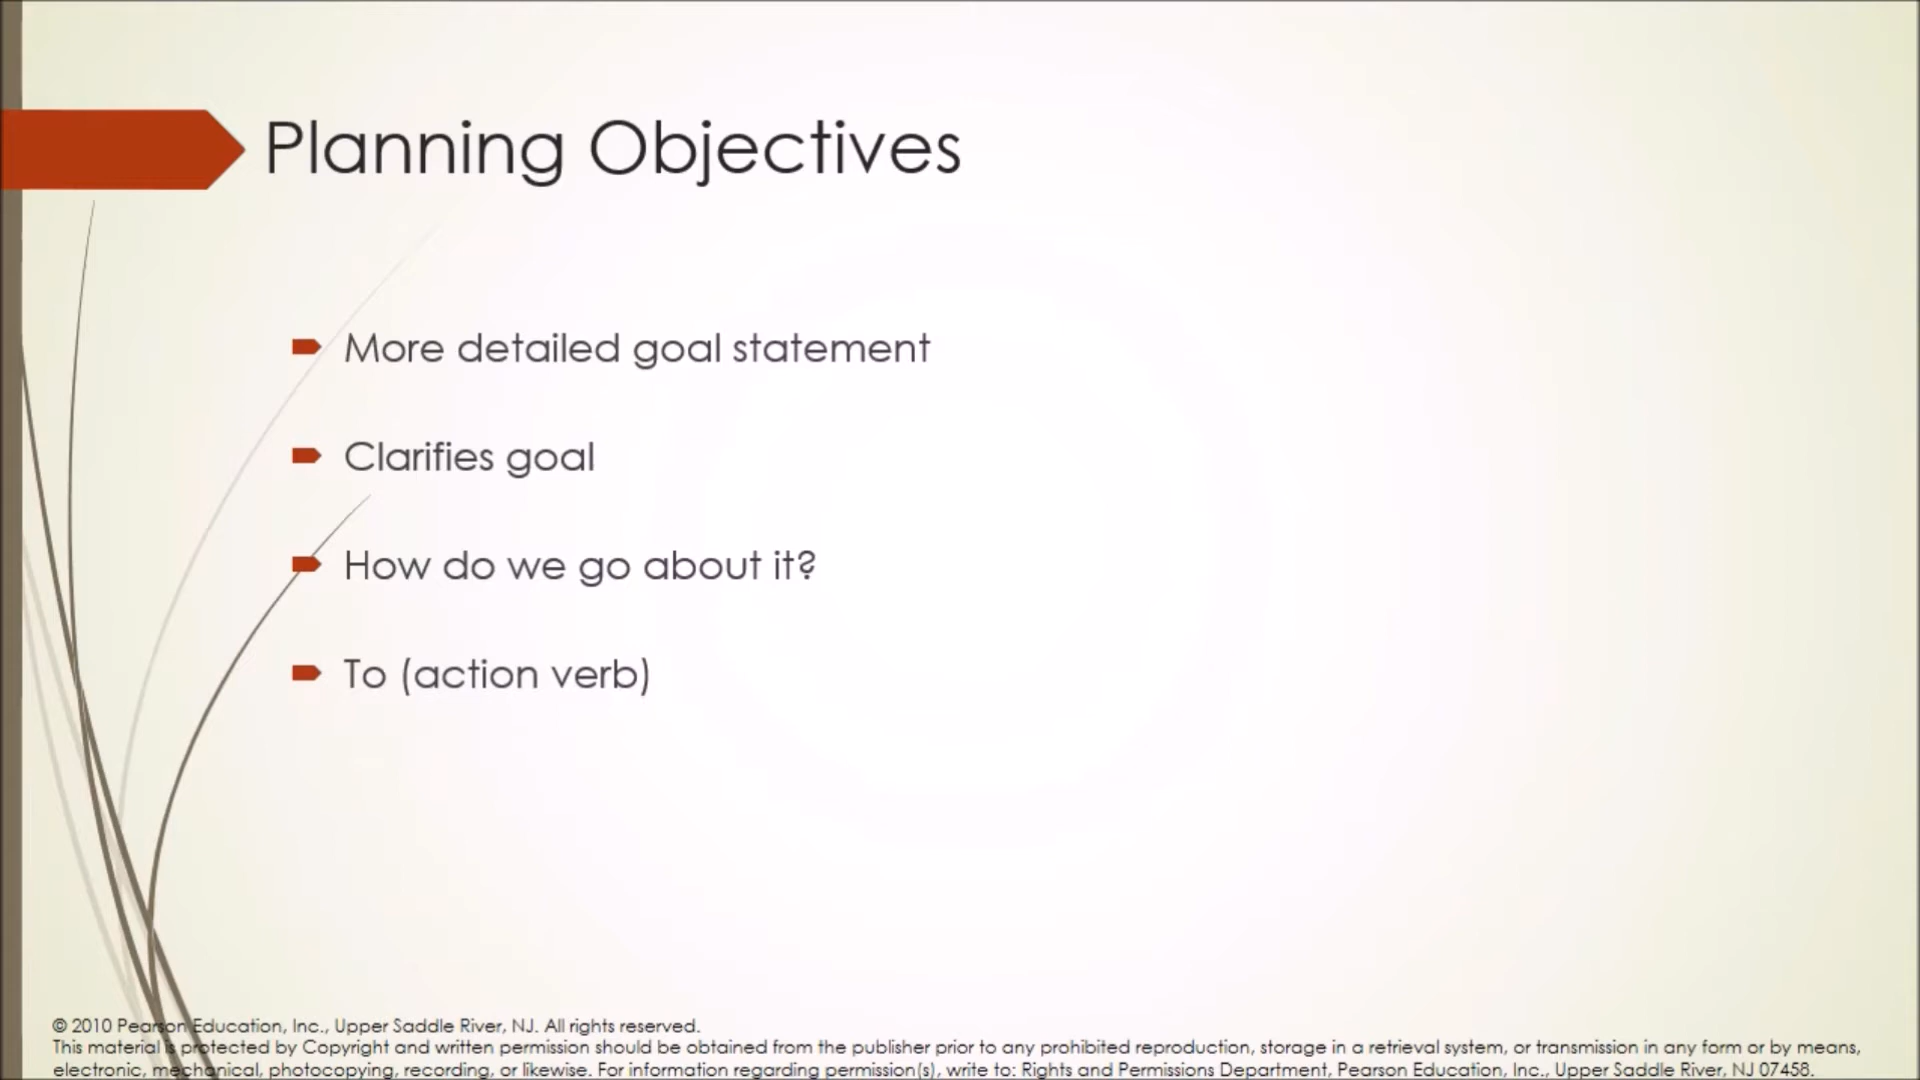 Planning Objectives
More detailed goal statement
Clarifies goal
How do we go about it?
To (action verb)
© 2010 Pearson Education, Inc., Upper Saddle River, NJ. All rights reserved.
This material is protected by Copyright and written permission should be obtained from the publisher prior to any prohibited reproduction, storage in a retrieval system, or transmission in any form or by means,
electronic, mechanical, photocopying, recording, or likewise. For information regarding permission(s), write to: Rights and Permissions Department, Pearson Education, Inc., Upper Saddle River, NJ 07458.